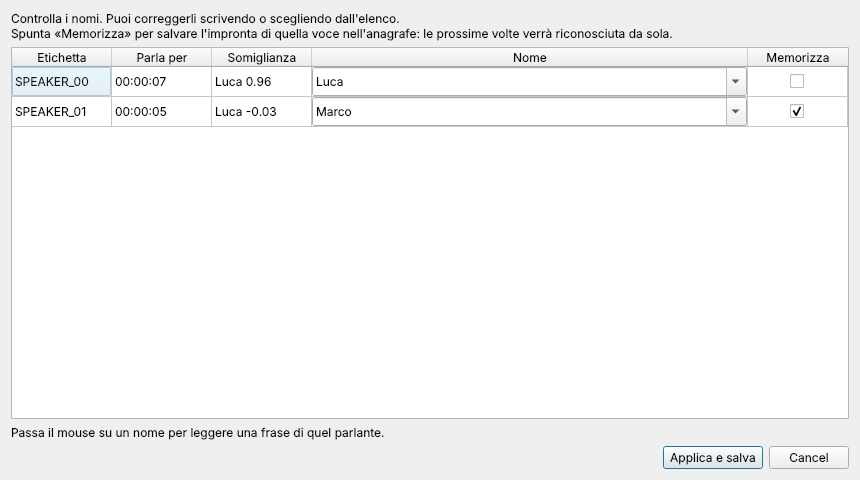 Controlla i nomi. Puoi correggerli scrivendo o scegliendo dall'elenco.
Spunta «Memorizza» per salvare l'impronta di quella voce nell'anagrafe: le prossime volte verrà riconosciuta da sola.
Etichetta Parla per Somiglianza Nome Memorizza
SPEAKER_00 00:00:07 Luca 0.96 Luca
SPEAKER_01 00:00:05 Luca -0.03 Marco
Passa il mouse su un nome per leggere una frase di quel parlante.
Applica e salva Cancel